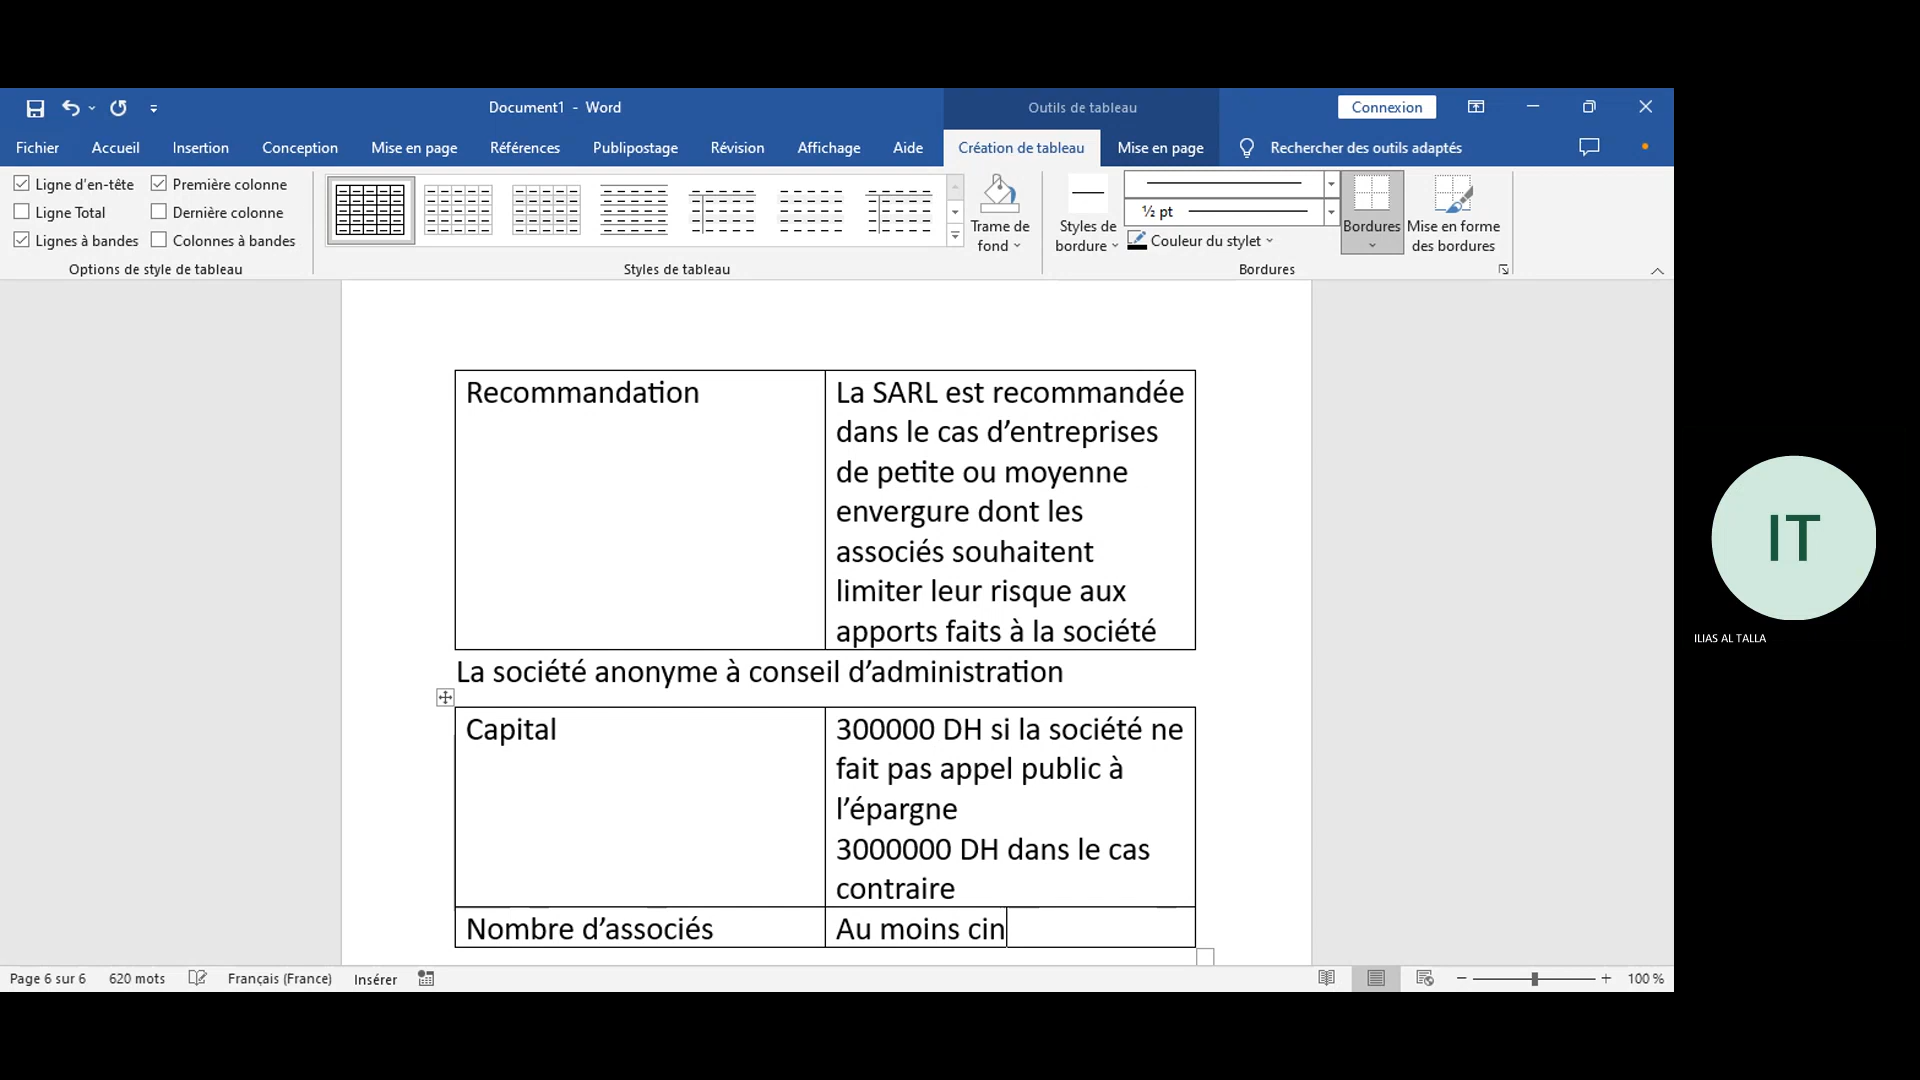 Document1 - Word
Outils de tableau
Connexion
Fichier
Accueil
Insertion
Conception
Mise en page
Références
Publipostage
Révision
Affichage
Aide
Création de tableau
Mise en page
Rechercher des outils adaptés
Ligne d'en-tête
Première colonne
Ligne Total
Dernière colonne
Lignes à bandes
Colonnes à bandes
Options de style de tableau
Styles de tableau
Trame de
fond
Styles de
bordure
½ pt
Couleur du stylet
Bordures
Mise en forme
des bordures
Bordures
Recommandation
La SARL est recommandée
dans le cas d’entreprises
de petite ou moyenne
envergure dont les
associés souhaitent
limiter leur risque aux
apports faits à la société
La société anonyme à conseil d’administration
Capital
300000 DH si la société ne
fait pas appel public à
l’épargne
3000000 DH dans le cas
contraire
Nombre d’associés
Au moins cin
IT
ILIAS AL TALLA
Page 6 sur 6
620 mots
Français (France)
Insérer
100 %